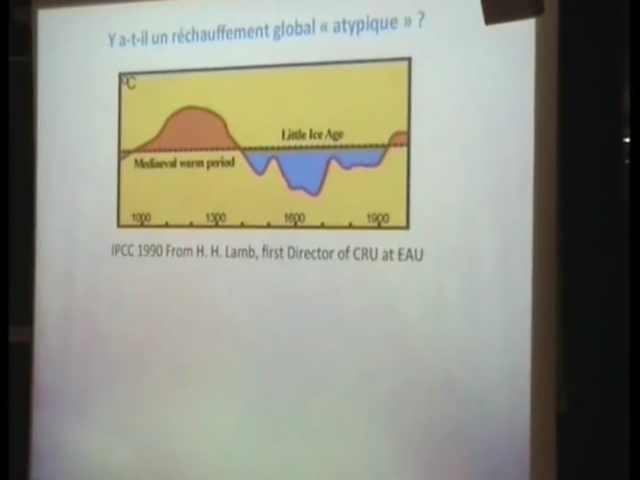 Y a-t-il un réchauffement global « atypique » ?
°C
Little Ice Age
Mediaeval warm period
1000 1300 1600 1900
IPCC 1990 From H. H. Lamb, first Director of CRU at EAU